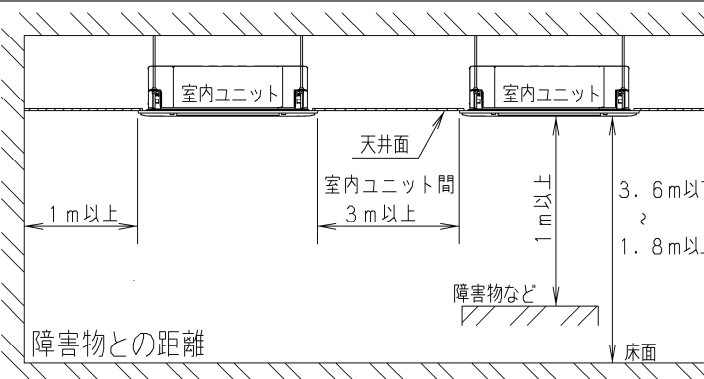 室内ユニット
室内ユニット
天井面
室内ユニット間
1m以上
3m以上
1m以上
3.6m以
~
1.8m以
障害物など
障害物との距離
床面